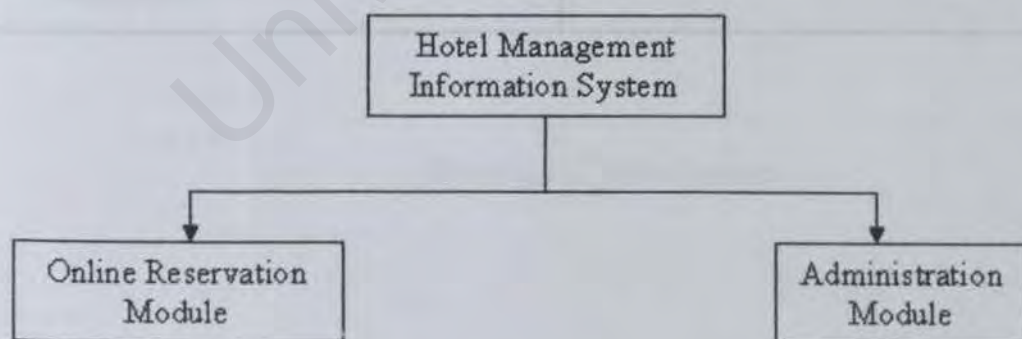 Hotel Management
Information System
Online Reservation
Module
Administration
Module